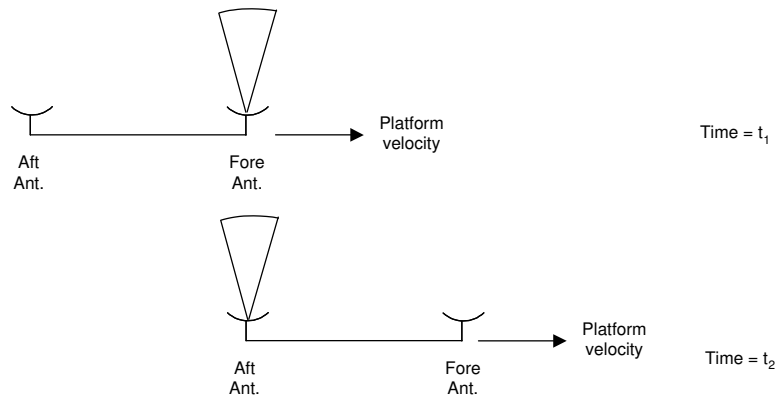 Aft
Ant.
Fore
Ant.
Platform
velocity
Time = t₁
Aft
Ant.
Fore
Ant.
Platform
velocity
Time = t₂